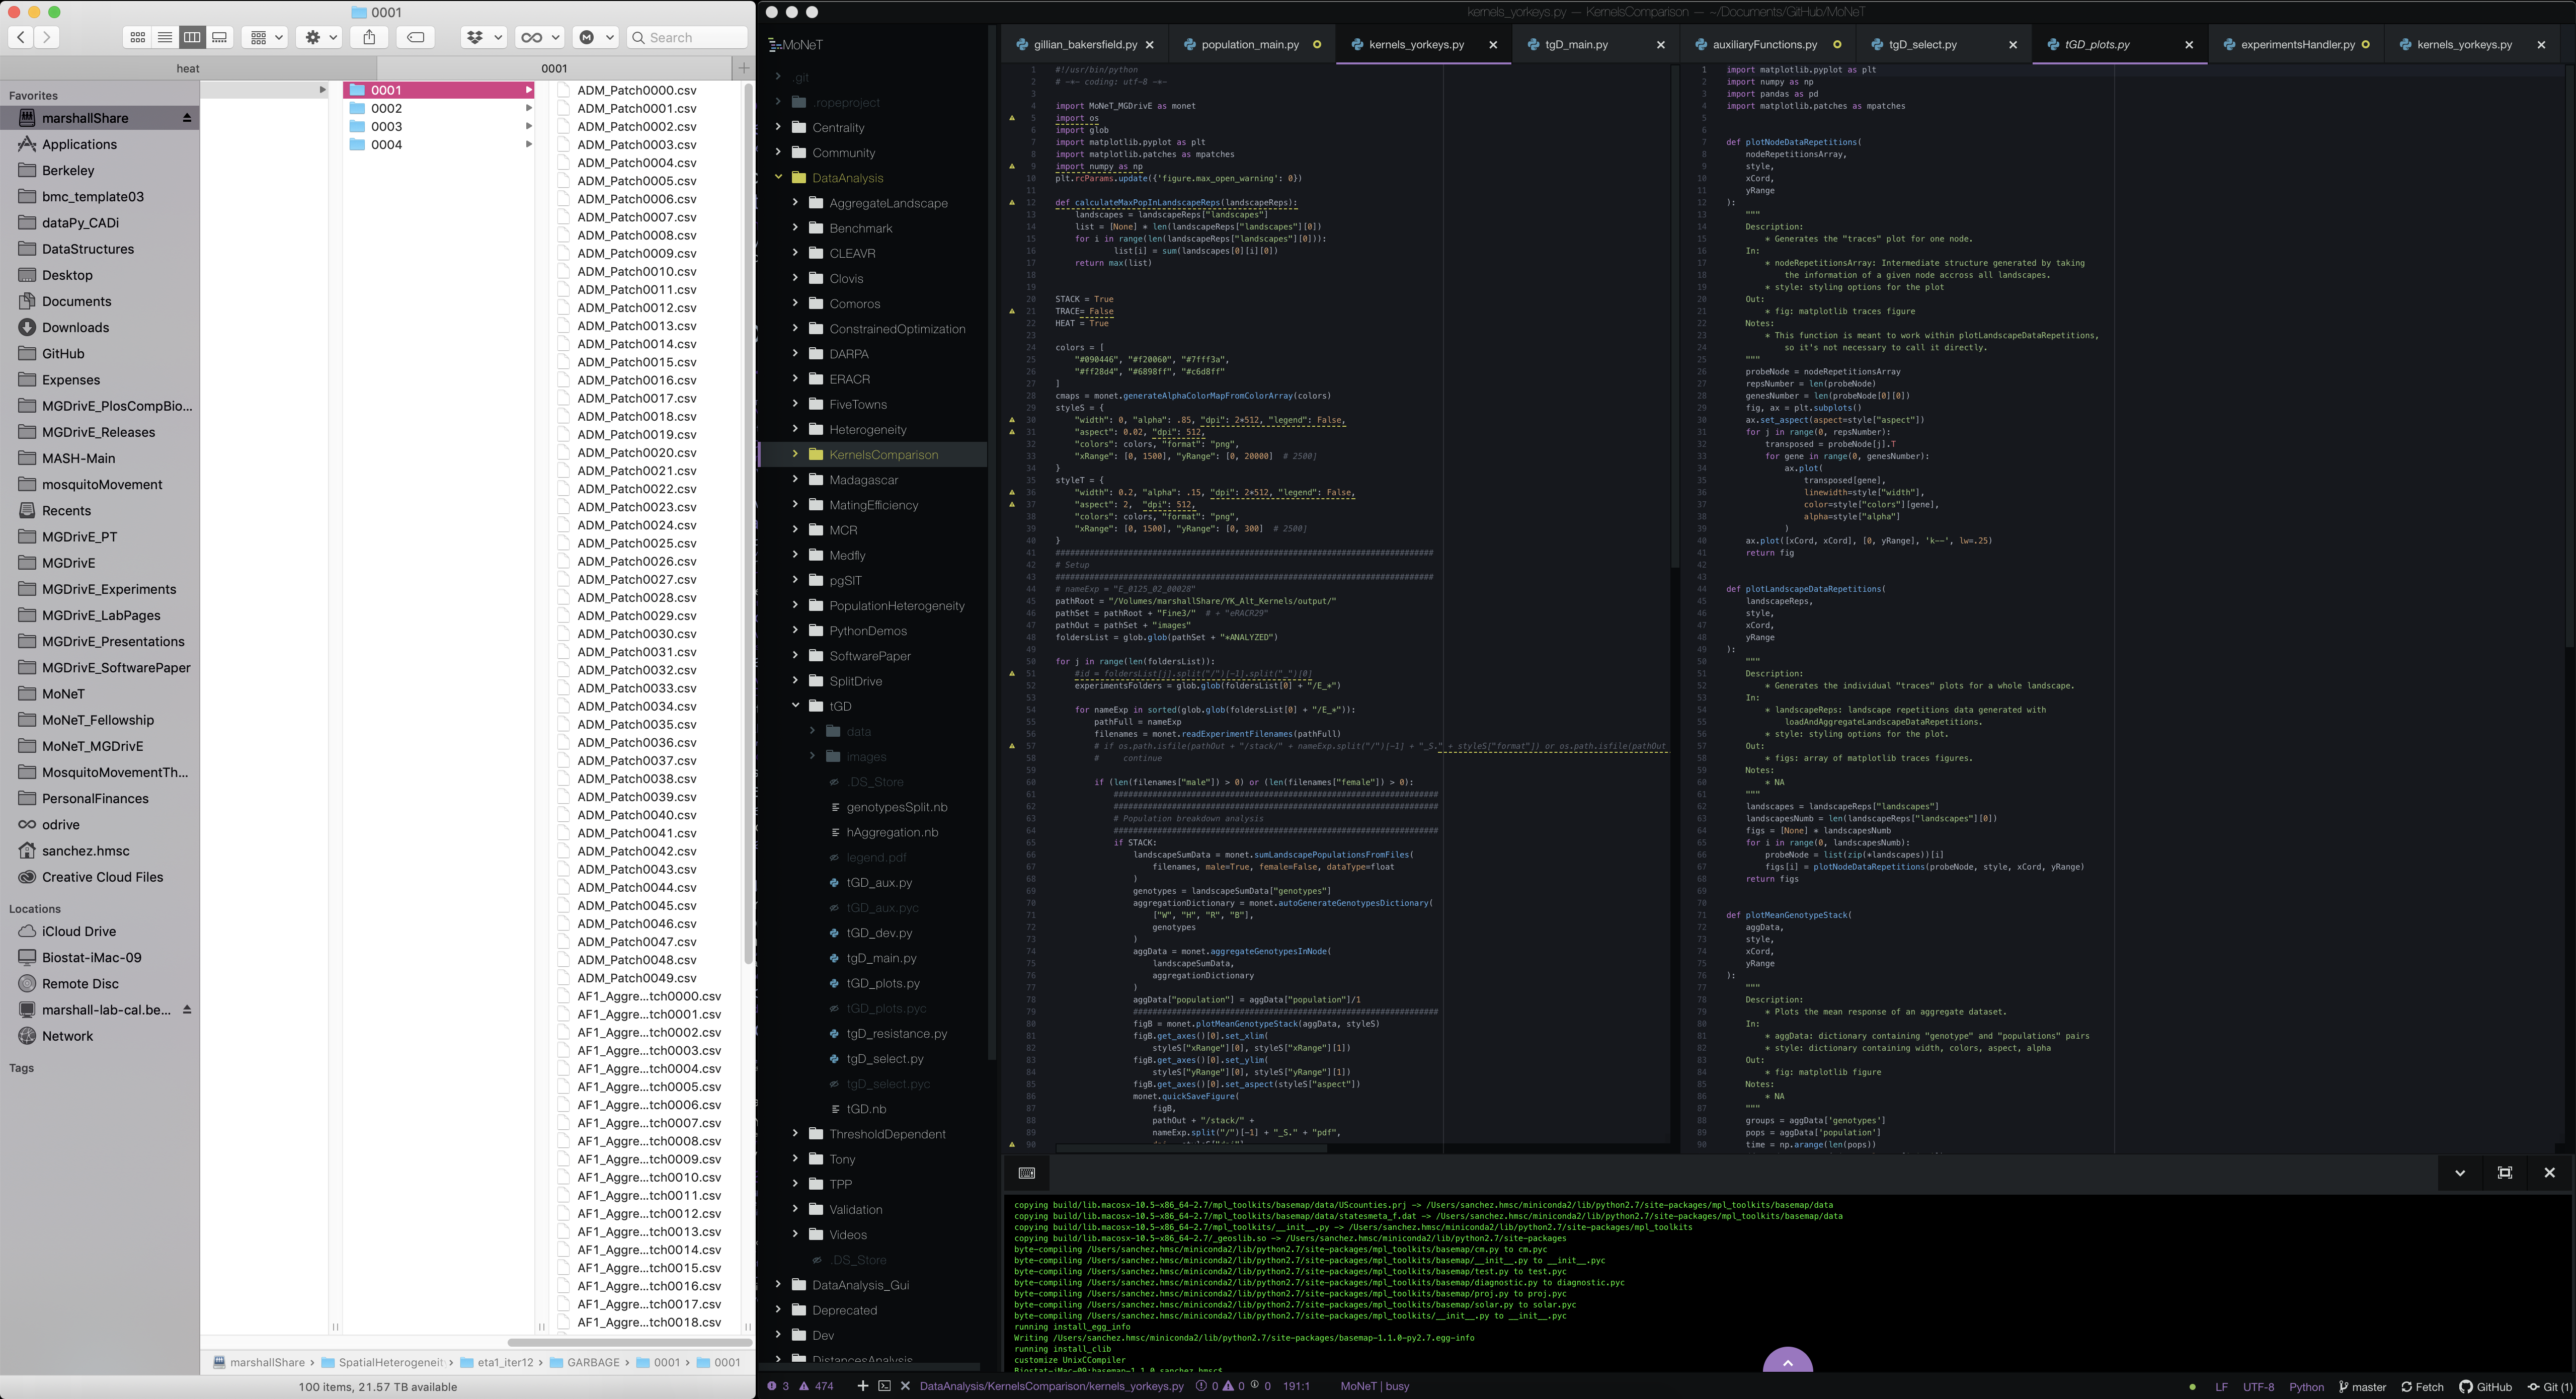 0001
Search
heat
0001
Favorites
marshallShare
Applications
Berkeley
bmc_template03
dataPy_CADi
DataStructures
Desktop
Documents
Downloads
GitHub
Expenses
MGDrivE_PlosCompBio...
MGDrivE_Releases
MASH-Main
mosquitoMovement
Recents
MGDrivE_PT
MGDrivE
MGDrivE_Experiments
MGDrivE_LabPages
MGDrivE_Presentations
MGDrivE_SoftwarePaper
MoNeT
MoNeT_Fellowship
MoNeT_MGDrivE
MosquitoMovementTh...
PersonalFinances
odrive
sanchez.hmsc
Creative Cloud Files
Locations
iCloud Drive
Biostat-iMac-09
Remote Disc
marshall-lab-cal.be...
Network
Tags
0001
0002
0003
0004
ADM_Patch0000.csv
ADM_Patch0001.csv
ADM_Patch0002.csv
ADM_Patch0003.csv
ADM_Patch0004.csv
ADM_Patch0005.csv
ADM_Patch0006.csv
ADM_Patch0007.csv
ADM_Patch0008.csv
ADM_Patch0009.csv
ADM_Patch0010.csv
ADM_Patch0011.csv
ADM_Patch0012.csv
ADM_Patch0013.csv
ADM_Patch0014.csv
ADM_Patch0015.csv
ADM_Patch0016.csv
ADM_Patch0017.csv
ADM_Patch0018.csv
ADM_Patch0019.csv
ADM_Patch0020.csv
ADM_Patch0021.csv
ADM_Patch0022.csv
ADM_Patch0023.csv
ADM_Patch0024.csv
ADM_Patch0025.csv
ADM_Patch0026.csv
ADM_Patch0027.csv
ADM_Patch0028.csv
ADM_Patch0029.csv
ADM_Patch0030.csv
ADM_Patch0031.csv
ADM_Patch0032.csv
ADM_Patch0033.csv
ADM_Patch0034.csv
ADM_Patch0035.csv
ADM_Patch0036.csv
ADM_Patch0037.csv
ADM_Patch0038.csv
ADM_Patch0039.csv
ADM_Patch0040.csv
ADM_Patch0041.csv
ADM_Patch0042.csv
ADM_Patch0043.csv
ADM_Patch0044.csv
ADM_Patch0045.csv
ADM_Patch0046.csv
ADM_Patch0047.csv
ADM_Patch0048.csv
ADM_Patch0049.csv
AF1_Aggre...tch0000.csv
AF1_Aggre...tch0001.csv
AF1_Aggre...tch0002.csv
AF1_Aggre...tch0003.csv
AF1_Aggre...tch0004.csv
AF1_Aggre...tch0005.csv
AF1_Aggre...tch0006.csv
AF1_Aggre...tch0007.csv
AF1_Aggre...tch0008.csv
AF1_Aggre...tch0009.csv
AF1_Aggre...tch0010.csv
AF1_Aggre...tch0011.csv
AF1_Aggre...tch0012.csv
AF1_Aggre...tch0013.csv
AF1_Aggre...tch0014.csv
AF1_Aggre...tch0015.csv
AF1_Aggre...tch0016.csv
AF1_Aggre...tch0017.csv
AF1_Aggre...tch0018.csv
marshallShare › SpatialHeterogeneit › eta1_iter12 › GARBAGE › 0001 › 0001
100 items, 21.57 TB available
kernels_yorkeys.py — KernelsComparison — ~/Documents/GitHub/MoNeT
MoNeT
.git
.ropeproject
Centrality
Community
DataAnalysis
AggregateLandscape
Benchmark
CLEAVR
Clovis
Comoros
ConstrainedOptimization
DARPA
ERACR
FiveTowns
Heterogeneity
KernelsComparison
Madagascar
MatingEfficiency
MCR
Medfly
pgSIT
PopulationHeterogeneity
PythonDemos
SoftwarePaper
SplitDrive
tGD
data
images
.DS_Store
genotypesSplit.nb
hAggregation.nb
legend.pdf
tGD_aux.py
tGD_aux.pyc
tGD_dev.py
tgD_main.py
tGD_plots.py
tGD_plots.pyc
tgD_resistance.py
tgD_select.py
tgD_select.pyc
tGD.nb
ThresholdDependent
Tony
TPP
Validation
Videos
.DS_Store
DataAnalysis_Gui
Deprecated
Dev
DistancesAnalysis
gillian_bakersfield.py
population_main.py
kernels_yorkeys.py
tgD_main.py
auxiliaryFunctions.py
tgD_select.py
tGD_plots.py
experimentsHandler.py
kernels_yorkeys.py
1 #!/usr/bin/python
2 # -*- coding: utf-8 -*-
3
4 import MoNeT_MGDrivE as monet
5 import os
6 import glob
7 import matplotlib.pyplot as plt
8 import matplotlib.patches as mpatches
9 import numpy as np
10 plt.rcParams.update({'figure.max_open_warning': 0})
11
12 def calculateMaxPopInLandscapeReps(landscapeReps):
13 landscapes = landscapeReps["landscapes"]
14 list = [None] * len(landscapeReps["landscapes"][0])
15 for i in range(len(landscapeReps["landscapes"][0])):
16 list[i] = sum(landscapes[0][i][0])
17 return max(list)
18
19
20 STACK = True
21 TRACE= False
22 HEAT = True
23
24 colors = [
25 "#090446", "#f20060", "#7fff3a",
26 "#ff28d4", "#6898ff", "#c6d8ff"
27 ]
28 cmaps = monet.generateAlphaColorMapFromColorArray(colors)
29 styleS = {
30 "width": 0, "alpha": .85, "dpi": 2*512, "legend": False,
31 "aspect": 0.02, "dpi": 512,
32 "colors": colors, "format": "png",
33 "xRange": [0, 1500], "yRange": [0, 20000] # 2500]
34 }
35 styleT = {
36 "width": 0.2, "alpha": .15, "dpi": 2*512, "legend": False,
37 "aspect": 2, "dpi": 512,
38 "colors": colors, "format": "png",
39 "xRange": [0, 1500], "yRange": [0, 300] # 2500]
40 }
41 ##############################################################################
42 # Setup
43 ##############################################################################
44 # nameExp = "E_0125_02_00028"
45 pathRoot = "/Volumes/marshallShare/YK_Alt_Kernels/output/"
46 pathSet = pathRoot + "Fine3/" # + "eRACR29"
47 pathOut = pathSet + "images"
48 foldersList = glob.glob(pathSet + "*ANALYZED")
49
50 for j in range(len(foldersList)):
51 #id = foldersList[j].split("/")[-1].split("_")[0]
52 experimentsFolders = glob.glob(foldersList[0] + "/E_*")
53
54 for nameExp in sorted(glob.glob(foldersList[0] + "/E_*")):
55 pathFull = nameExp
56 filenames = monet.readExperimentFilenames(pathFull)
57 # if os.path.isfile(pathOut + "/stack/" + nameExp.split("/")[-1] + "_S." + styleS["format"]) or os.path.isfile(pathOut
58 # continue
59
60 if (len(filenames["male"]) > 0) or (len(filenames["female"]) > 0):
61 ###################################################################
62 ###################################################################
63 # Population breakdown analysis
64 ###################################################################
65 if STACK:
66 landscapeSumData = monet.sumLandscapePopulationsFromFiles(
67 filenames, male=True, female=False, dataType=float
68 )
69 genotypes = landscapeSumData["genotypes"]
70 aggregationDictionary = monet.autoGenerateGenotypesDictionary(
71 ["W", "H", "R", "B"],
72 genotypes
73 )
74 aggData = monet.aggregateGenotypesInNode(
75 landscapeSumData,
76 aggregationDictionary
77 )
78 aggData["population"] = aggData["population"]/1
79 ###############################################################
80 figB = monet.plotMeanGenotypeStack(aggData, styleS)
81 figB.get_axes()[0].set_xlim(
82 styleS["xRange"][0], styleS["xRange"][1])
83 figB.get_axes()[0].set_ylim(
84 styleS["yRange"][0], styleS["yRange"][1])
85 figB.get_axes()[0].set_aspect(styleS["aspect"])
86 monet.quickSaveFigure(
87 figB,
88 pathOut + "/stack/" +
89 nameExp.split("/")[-1] + "_S." + "pdf",
90
1 import matplotlib.pyplot as plt
2 import numpy as np
3 import pandas as pd
4 import matplotlib.patches as mpatches
5
6
7 def plotNodeDataRepetitions(
8 nodeRepetitionsArray,
9 style,
10 xCord,
11 yRange
12 ):
13 """
14 Description:
15 * Generates the "traces" plot for one node.
16 In:
17 * nodeRepetitionsArray: Intermediate structure generated by taking
18 the information of a given node accross all landscapes.
19 * style: styling options for the plot
20 Out:
21 * fig: matplotlib traces figure
22 Notes:
23 * This function is meant to work within plotLandscapeDataRepetitions,
24 so it's not necessary to call it directly.
25 """
26 probeNode = nodeRepetitionsArray
27 repsNumber = len(probeNode)
28 genesNumber = len(probeNode[0][0])
29 fig, ax = plt.subplots()
30 ax.set_aspect(aspect=style["aspect"])
31 for j in range(0, repsNumber):
32 transposed = probeNode[j].T
33 for gene in range(0, genesNumber):
34 ax.plot(
35 transposed[gene],
36 linewidth=style["width"],
37 color=style["colors"][gene],
38 alpha=style["alpha"]
39 )
40 ax.plot([xCord, xCord], [0, yRange], 'k--', lw=.25)
41 return fig
42
43
44 def plotLandscapeDataRepetitions(
45 landscapeReps,
46 style,
47 xCord,
48 yRange
49 ):
50 """
51 Description:
52 * Generates the individual "traces" plots for a whole landscape.
53 In:
54 * landscapeReps: landscape repetitions data generated with
55 loadAndAggregateLandscapeDataRepetitions.
56 * style: styling options for the plot.
57 Out:
58 * figs: array of matplotlib traces figures.
59 Notes:
60 * NA
61 """
62 landscapes = landscapeReps["landscapes"]
63 landscapesNumb = len(landscapeReps["landscapes"][0])
64 figs = [None] * landscapesNumb
65 for i in range(0, landscapesNumb):
66 probeNode = list(zip(*landscapes))[i]
67 figs[i] = plotNodeDataRepetitions(probeNode, style, xCord, yRange)
68 return figs
69
70
71 def plotMeanGenotypeStack(
72 aggData,
73 style,
74 xCord,
75 yRange
76 ):
77 """
78 Description:
79 * Plots the mean response of an aggregate dataset.
80 In:
81 * aggData: dictionary containing "genotype" and "populations" pairs
82 * style: dictionary containing width, colors, aspect, alpha
83 Out:
84 * fig: matplotlib figure
85 Notes:
86 * NA
87 """
88 groups = aggData['genotypes']
89 pops = aggData['population']
90 time = np.arange(len(pops))
copying build/lib.macosx-10.5-x86_64-2.7/mpl_toolkits/basemap/data/UScounties.prj -> /Users/sanchez.hmsc/miniconda2/lib/python2.7/site-packages/mpl_toolkits/basemap/data
copying build/lib.macosx-10.5-x86_64-2.7/mpl_toolkits/basemap/data/statesmeta_f.dat -> /Users/sanchez.hmsc/miniconda2/lib/python2.7/site-packages/mpl_toolkits/basemap/data
copying build/lib.macosx-10.5-x86_64-2.7/mpl_toolkits/__init__.py -> /Users/sanchez.hmsc/miniconda2/lib/python2.7/site-packages/mpl_toolkits
copying build/lib.macosx-10.5-x86_64-2.7/_geoslib.so -> /Users/sanchez.hmsc/miniconda2/lib/python2.7/site-packages
byte-compiling /Users/sanchez.hmsc/miniconda2/lib/python2.7/site-packages/mpl_toolkits/basemap/cm.py to cm.pyc
byte-compiling /Users/sanchez.hmsc/miniconda2/lib/python2.7/site-packages/mpl_toolkits/basemap/__init__.py to __init__.pyc
byte-compiling /Users/sanchez.hmsc/miniconda2/lib/python2.7/site-packages/mpl_toolkits/basemap/test.py to test.pyc
byte-compiling /Users/sanchez.hmsc/miniconda2/lib/python2.7/site-packages/mpl_toolkits/basemap/diagnostic.py to diagnostic.pyc
byte-compiling /Users/sanchez.hmsc/miniconda2/lib/python2.7/site-packages/mpl_toolkits/basemap/proj.py to proj.pyc
byte-compiling /Users/sanchez.hmsc/miniconda2/lib/python2.7/site-packages/mpl_toolkits/basemap/solar.py to solar.pyc
byte-compiling /Users/sanchez.hmsc/miniconda2/lib/python2.7/site-packages/mpl_toolkits/__init__.py to __init__.pyc
running install_egg_info
Writing /Users/sanchez.hmsc/miniconda2/lib/python2.7/site-packages/basemap-1.1.0-py2.7.egg-info
running install_clib
customize UnixCCompiler
Biostat-iMac-09:basemap-1.1.0 sanchez.hmsc$
3 474 DataAnalysis/KernelsComparison/kernels_yorkeys.py 0 0 0 191:1 MoNeT | busy LF UTF-8 Python master Fetch GitHub Git (1)